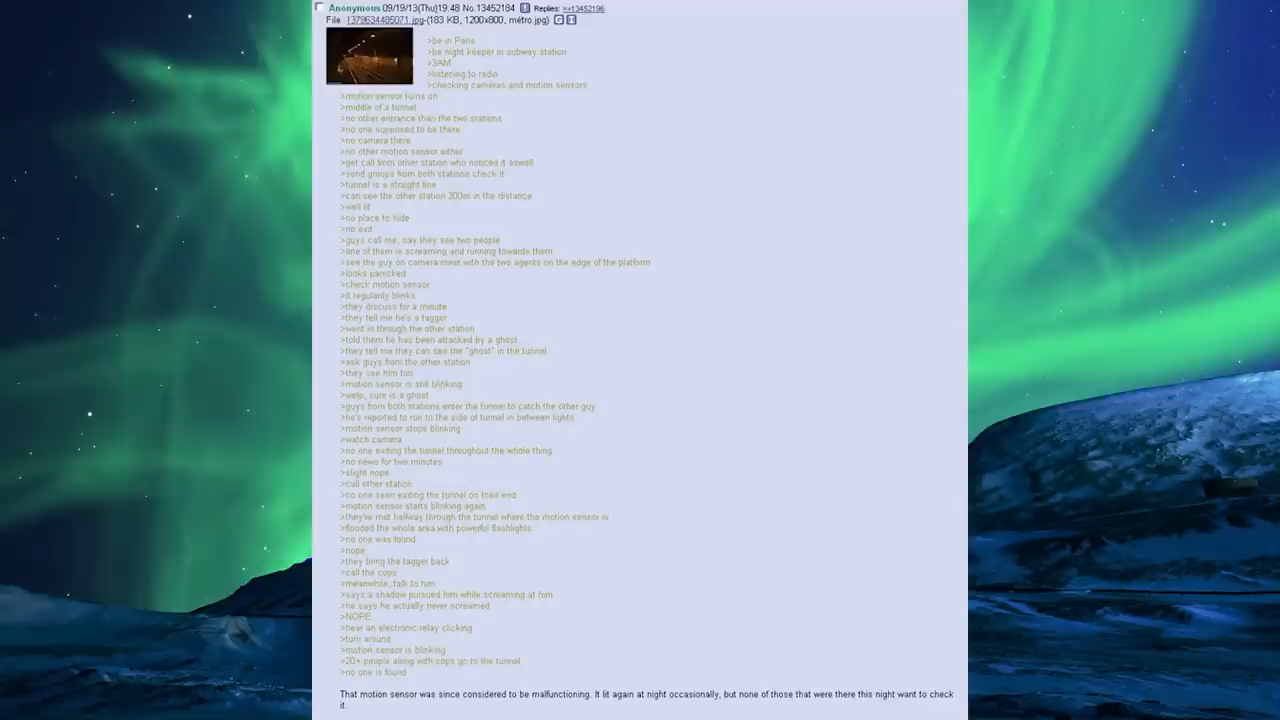 Anonymous 09/19/13(Thu)19:48 No.13452184 Replies: >>13452196
File 1379634485071.jpg-(183 KB, 1200x800, métro.jpg)
>be in Paris
>be night keeper in subway station
>3AM
>listening to radio
>checking cameras and motion sensors
>motion sensor turns on
>middle of a tunnel
>no other entrance than the two stations
>no one supposed to be there
>no camera there
>no other motion sensor either
>get call from other station who noticed it aswell
>send groups from both stations check it
>tunnel is a straight line
>can see the other station 300m in the distance
>well lit
>no place to hide
>no exit
>guys call me, say they see two people
>one of them is screaming and running towards them
>see the guy on camera meet with the two agents on the edge of the platform
>looks panicked
>check motion sensor
>it regularily blinks
>they discuss for a minute
>they tell me he's a tagger
>went in through the other station
>told them he has been attacked by a ghost
>they tell me they can see the "ghost" in the tunnel
>ask guys from the other station
>they see him too
>motion sensor is still blinking
>welp, sure is a ghost
>guys from both stations enter the tunnel to catch the other guy
>he's reported to run to the side of tunnel in between lights
>motion sensor stops blinking
>watch camera
>no one exiting the tunnel throughout the whole thing
>no news for two minutes
>slight nope
>call other station
>no one seen exiting the tunnel on their end
>motion sensor starts blinking again
>they've met halfway through the tunnel where the motion sensor is
>flooded the whole area with powerful flashlights
>no one was found
>nope
>they bring the tagger back
>call the cops
>meanwhile, talk to him
>says a shadow pursued him while screaming at him
>he says he actually never screamed
>NOPE
>hear an electronic relay clicking
>turn around
>motion sensor is blinking
>20+ people along with cops go to the tunnel
>no one is found
That motion sensor was since considered to be malfunctioning. It lit again at night occasionally, but none of those that were there this night want to check
it.